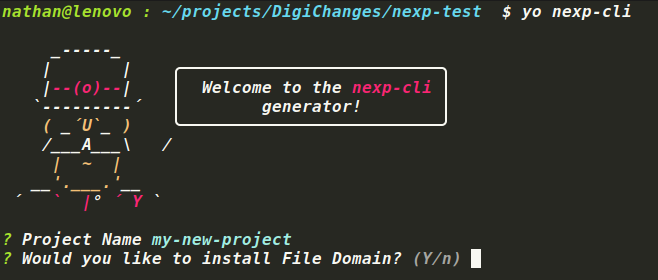 nathan@lenovo : ~/projects/DigiChanges/nexp-test $ yo nexp-cli
_-----_
|       |
|--(o)--|
`---------´
( _´U`_ )
/___A___\   /
|  ~  |
__'.___.'__
´   `  |° ´ Y `
Welcome to the nexp-cli
generator!
? Project Name my-new-project
? Would you like to install File Domain? (Y/n)